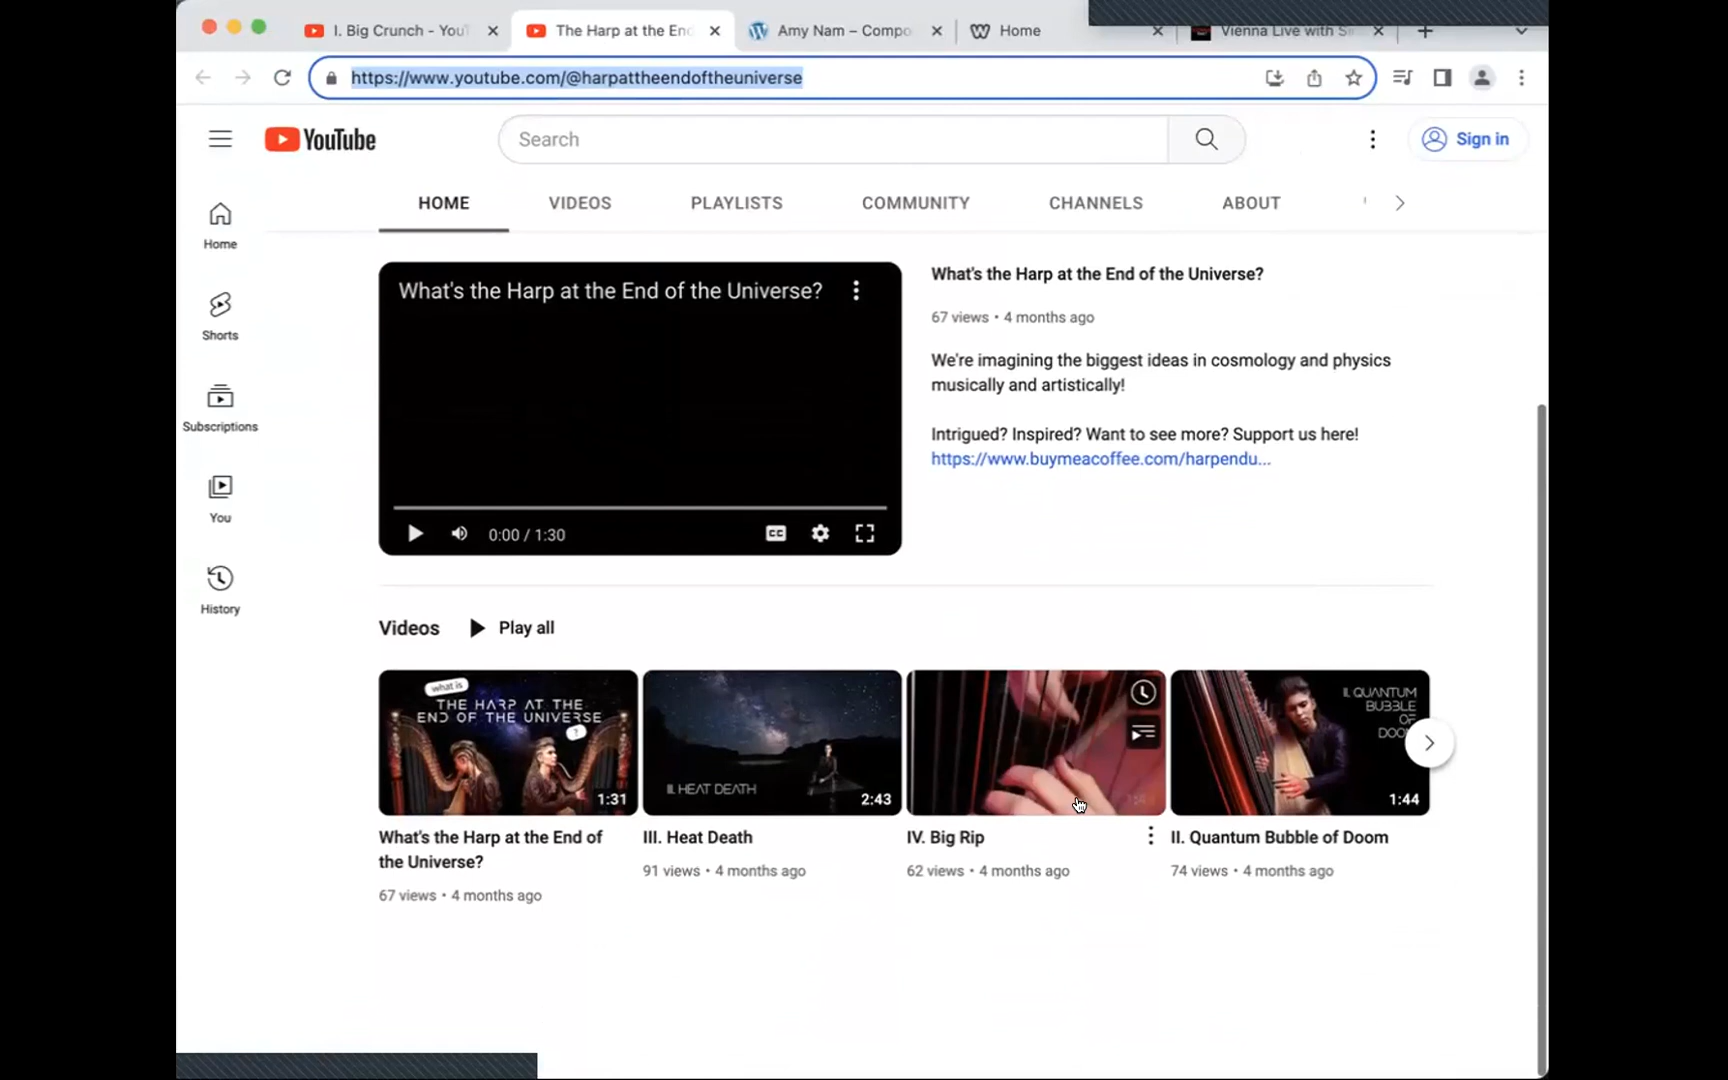 I. Big Crunch - YouT
The Harp at the End
Amy Nam – Compo
Home
Vienna Live with
https://www.youtube.com/@harpattheendoftheuniverse
YouTube
Search
Sign in
HOME
VIDEOS
PLAYLISTS
COMMUNITY
CHANNELS
ABOUT
Home
Shorts
Subscriptions
You
History
What's the Harp at the End of the Universe?
0:00 / 1:30
CC
What's the Harp at the End of the Universe?
67 views • 4 months ago
We're imagining the biggest ideas in cosmology and physics
musically and artistically!
Intrigued? Inspired? Want to see more? Support us here!
https://www.buymeacoffee.com/harpendu...
Videos
Play all
what is
THE HARP AT THE
END OF THE UNIVERSE
?
1:31
III. HEAT DEATH
2:43
II. QUANTUM
BUBBLE
OF
DOOM
1:44
What's the Harp at the End of
the Universe?
67 views • 4 months ago
III. Heat Death
91 views • 4 months ago
IV. Big Rip
62 views • 4 months ago
II. Quantum Bubble of Doom
74 views • 4 months ago